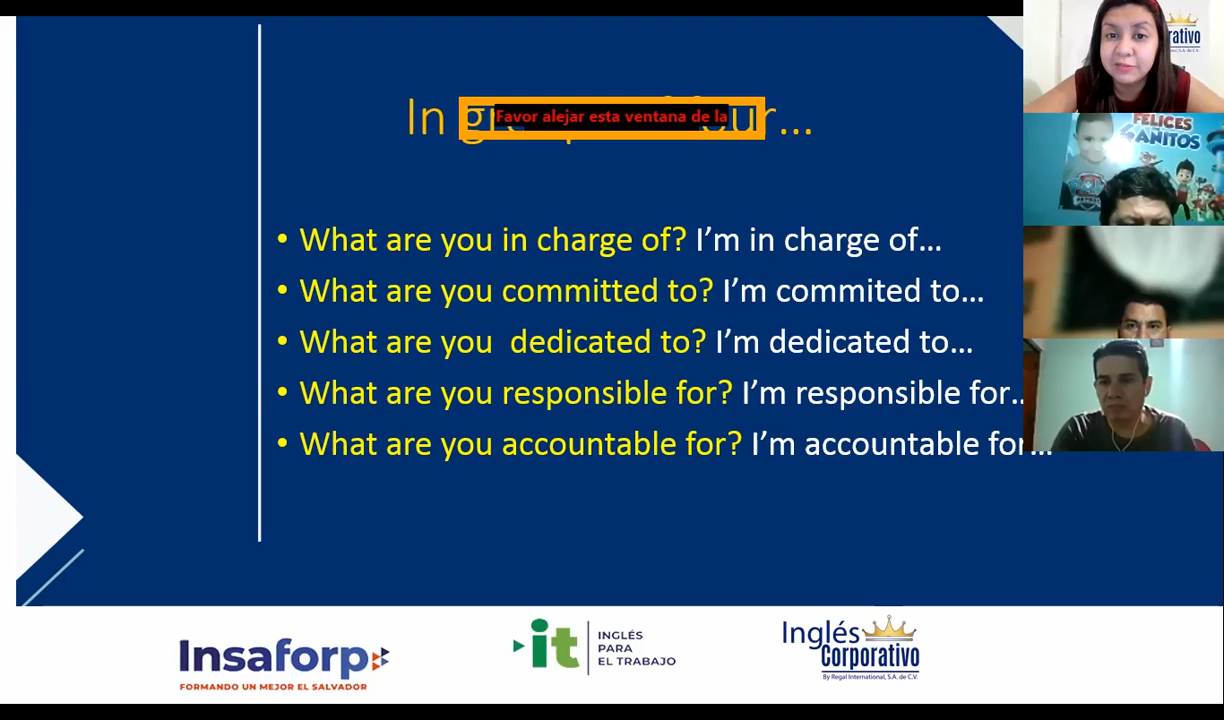 In
Favor alejar esta ventana de la
• What are you in charge of? I'm in charge of...
• What are you committed to? I'm commited to...
• What are you dedicated to? I'm dedicated to...
• What are you responsible for? I'm responsible for...
• What are you accountable for? I'm accountable for...
FELICES
6 AÑITOS
Insaforp
FORMANDO UN MEJOR EL SALVADOR
it
INGLÉS
PARA
EL TRABAJO
Inglés
Corporativo
By Regal International, S.A. de C.V.